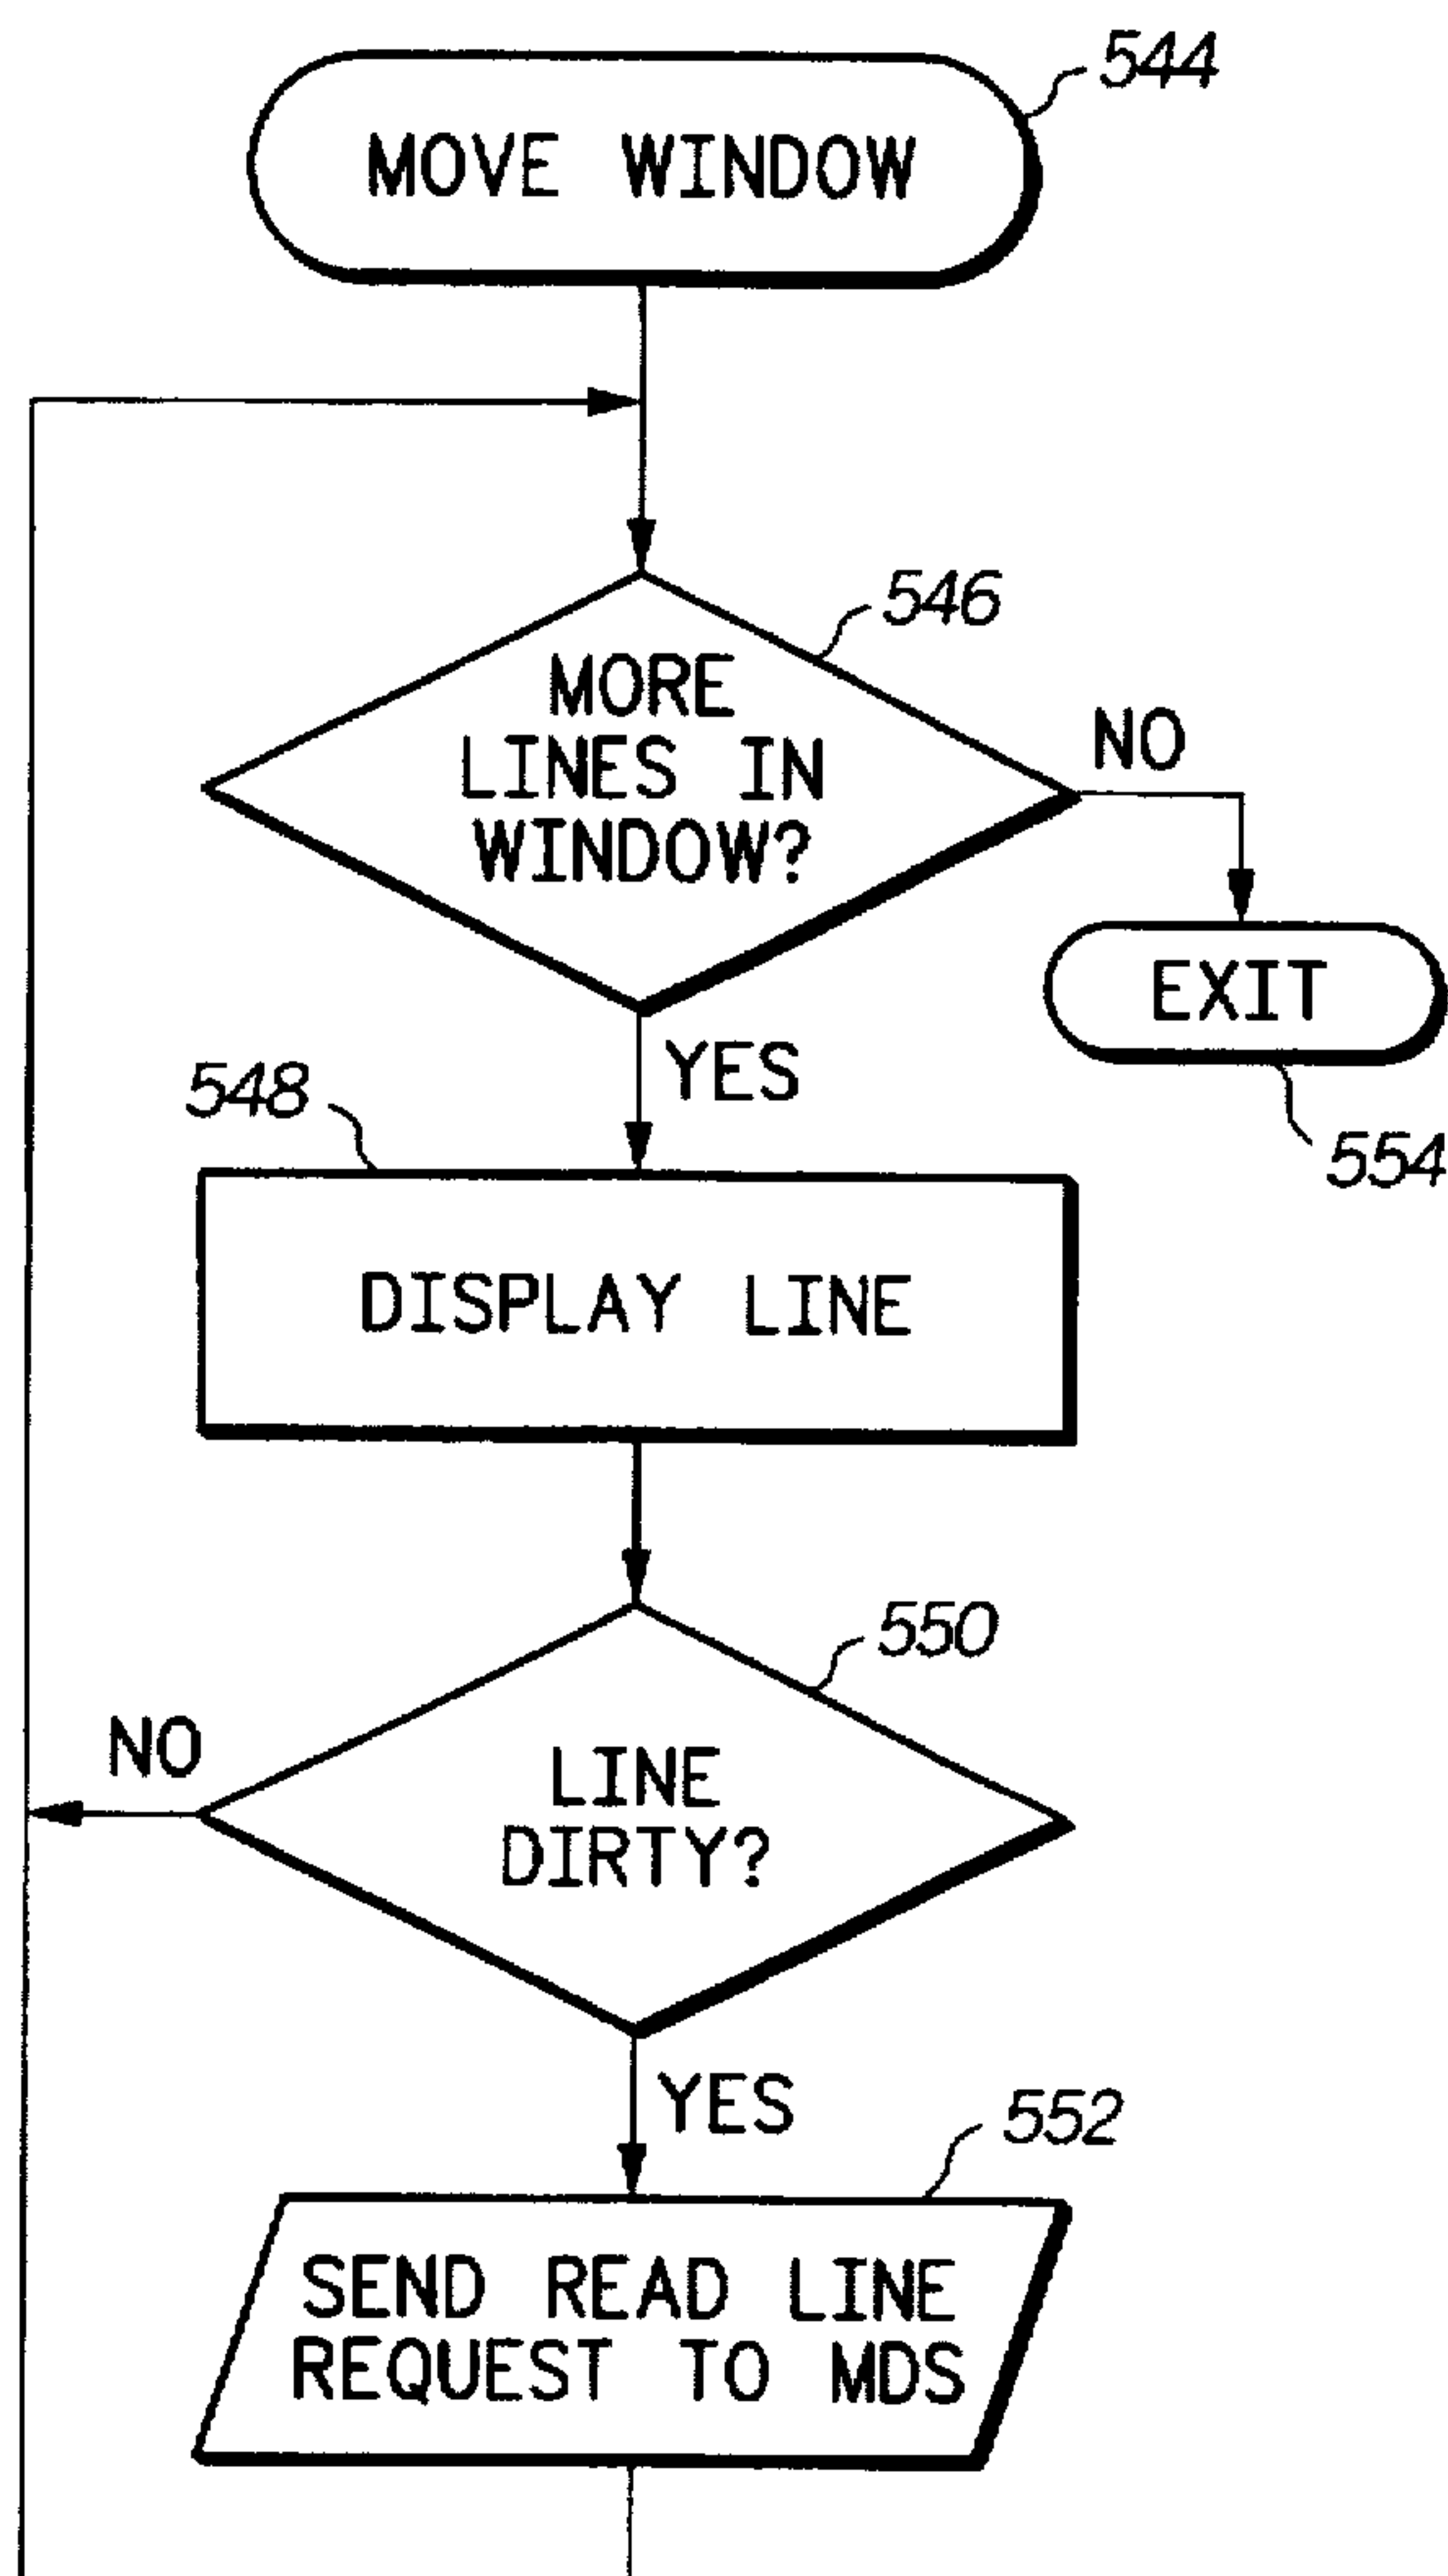 544
MOVE WINDOW
546
MORE
LINES IN
WINDOW?
NO
EXIT
554
YES
548
DISPLAY LINE
550
LINE
DIRTY?
NO
YES
552
SEND READ LINE
REQUEST TO MDS